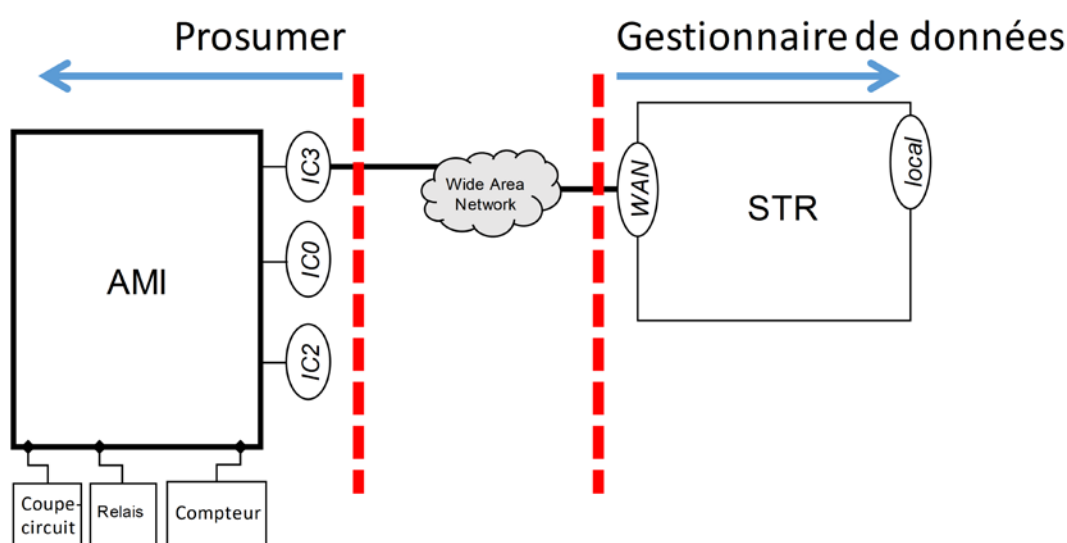 Prosumer
Gestionnaire de données
IC3
Wide Area
Network
WAN
local
STR
IC0
AMI
IC2
Coupe-
circuit
Relais
Compteur